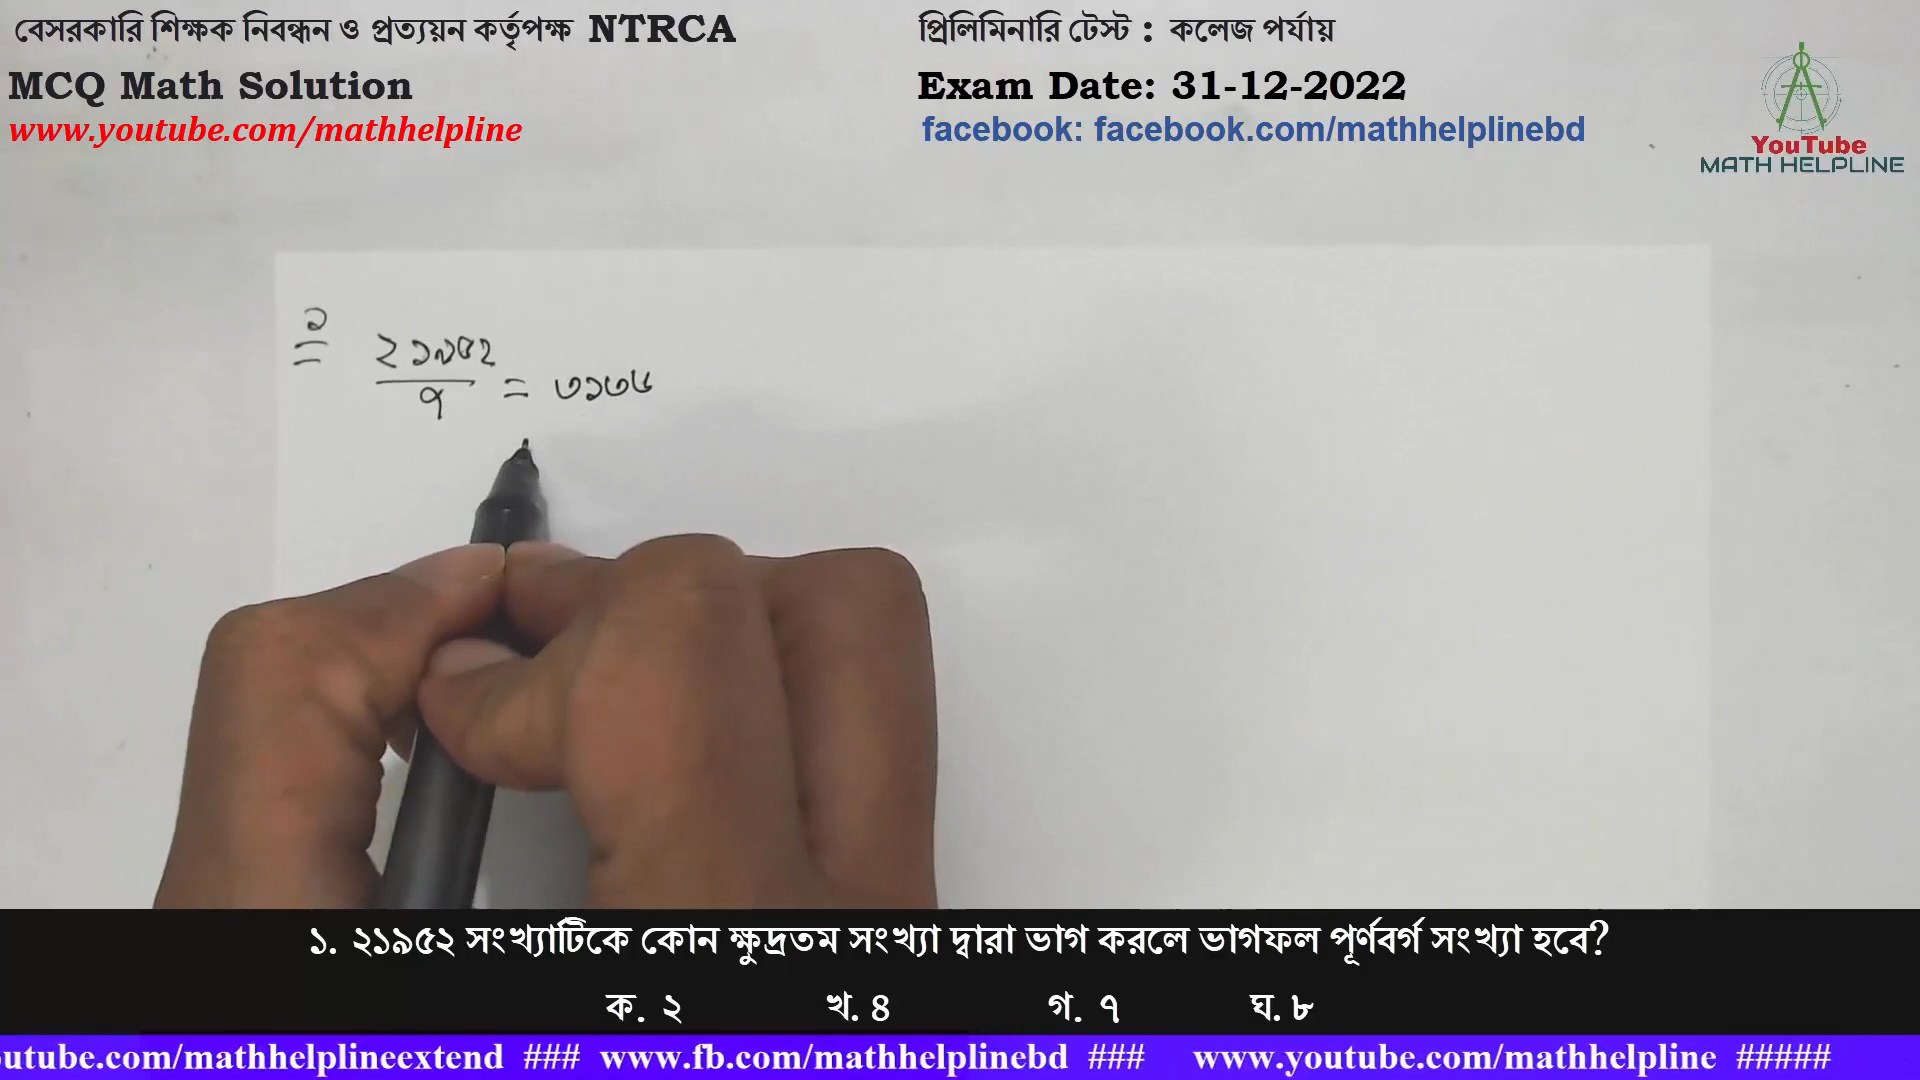 বেসরকারি শিক্ষক নিবন্ধন ও প্রত্যয়ন কর্তৃপক্ষ NTRCA
প্রিলিমিনারি টেস্ট : কলেজ পর্যায়
MCQ Math Solution
Exam Date: 31-12-2022
www.youtube.com/mathhelpline
facebook: facebook.com/mathhelplinebd
YouTube
MATH HELPLINE
১
২১৯৫২
৭
= ৩১৩৬
১. ২১৯৫২ সংখ্যাটিকে কোন ক্ষুদ্রতম সংখ্যা দ্বারা ভাগ করলে ভাগফল পূর্ণবর্গ সংখ্যা হবে?
ক. ২ খ. ৪ গ. ৭ ঘ. ৮
outube.com/mathhelplineextend ### www.fb.com/mathhelplinebd ### www.youtube.com/mathhelpline #####